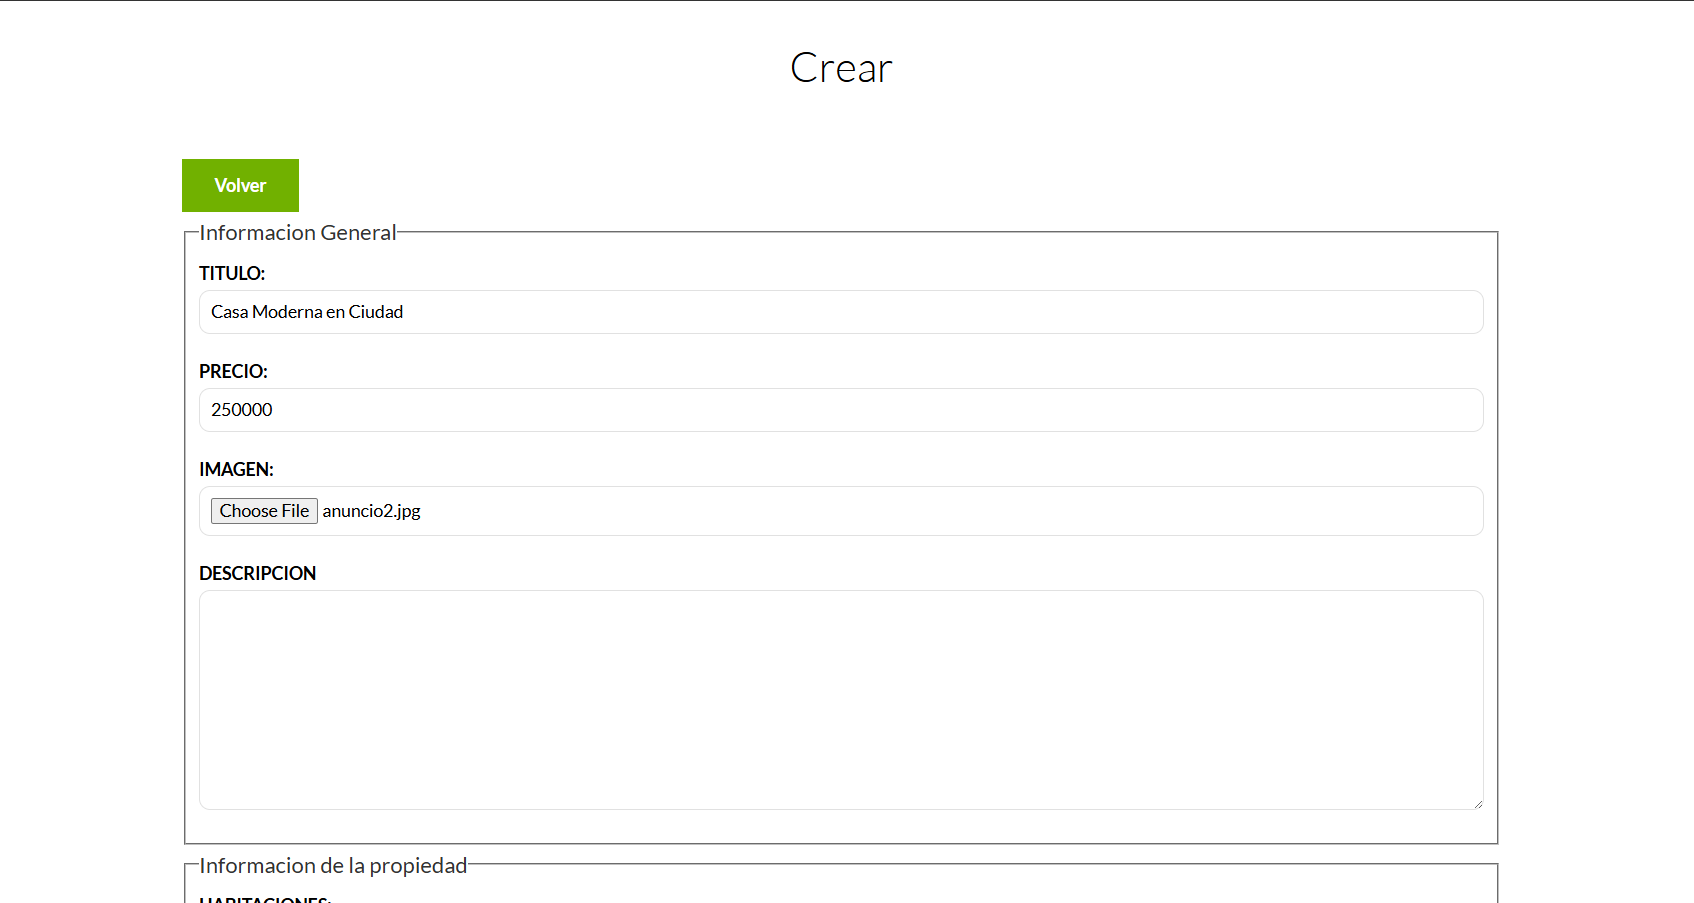 Crear
Volver
Informacion General
TITULO:
Casa Moderna en Ciudad
PRECIO:
250000
IMAGEN:
Choose File anuncio2.jpg
DESCRIPCION
Informacion de la propiedad
HABITACIONES: